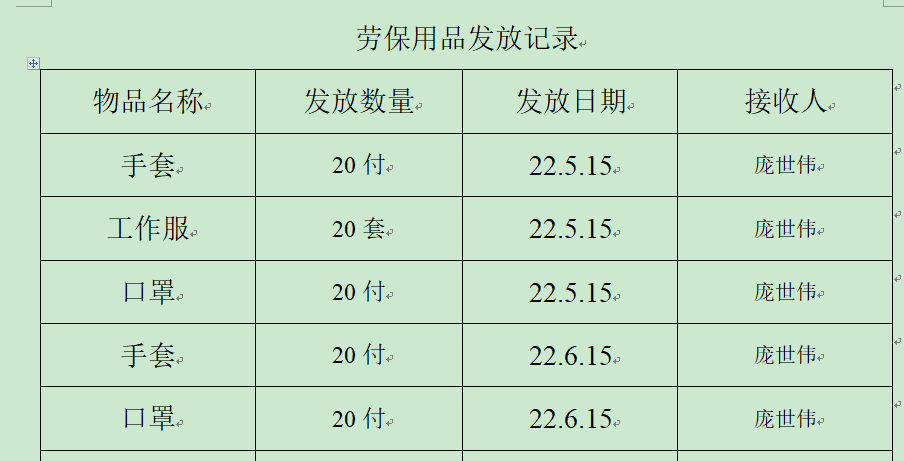 劳保用品发放记录
物品名称 发放数量 发放日期 接收人
手套 20 付 22.5.15 庞世伟
工作服 20 套 22.5.15 庞世伟
口罩 20 付 22.5.15 庞世伟
手套 20 付 22.6.15 庞世伟
口罩 20 付 22.6.15 庞世伟